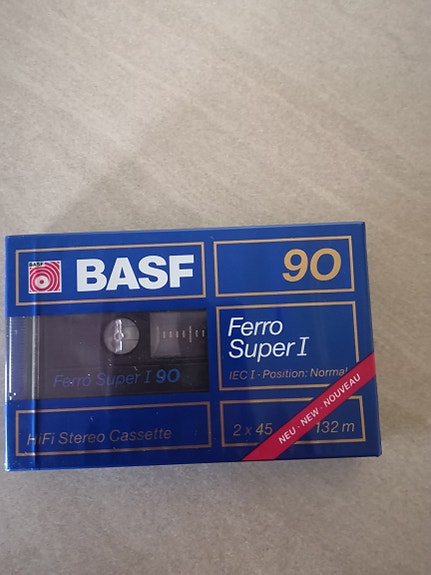 BASF
BASF
90
Ferro
Super I
IEC I · Position: Normal
Ferro Super I 90
HiFi Stereo Cassette
2 x 45
132 m
NEU · NEW · NOUVEAU